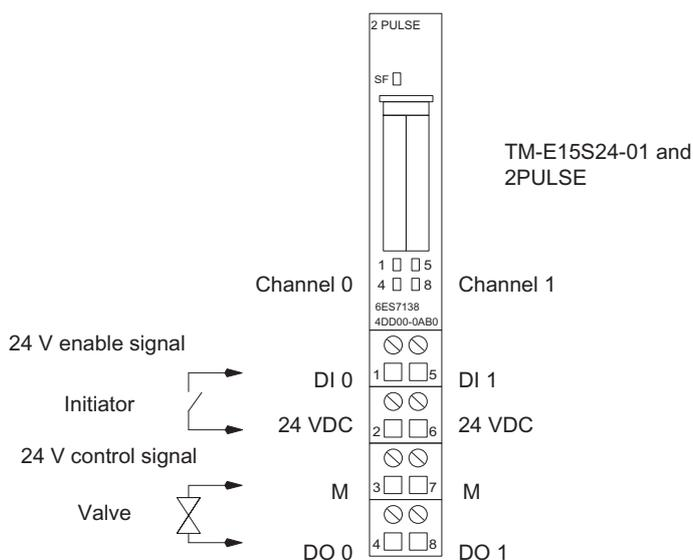 2 PULSE
SF
TM-E15S24-01 and
2PULSE
1 5
Channel 0 4 8 Channel 1
6ES7138
4DD00-0AB0
24 V enable signal
DI 0 1 5 DI 1
Initiator
24 VDC 2 6 24 VDC
24 V control signal
M 3 7 M
Valve
DO 0 4 8 DO 1